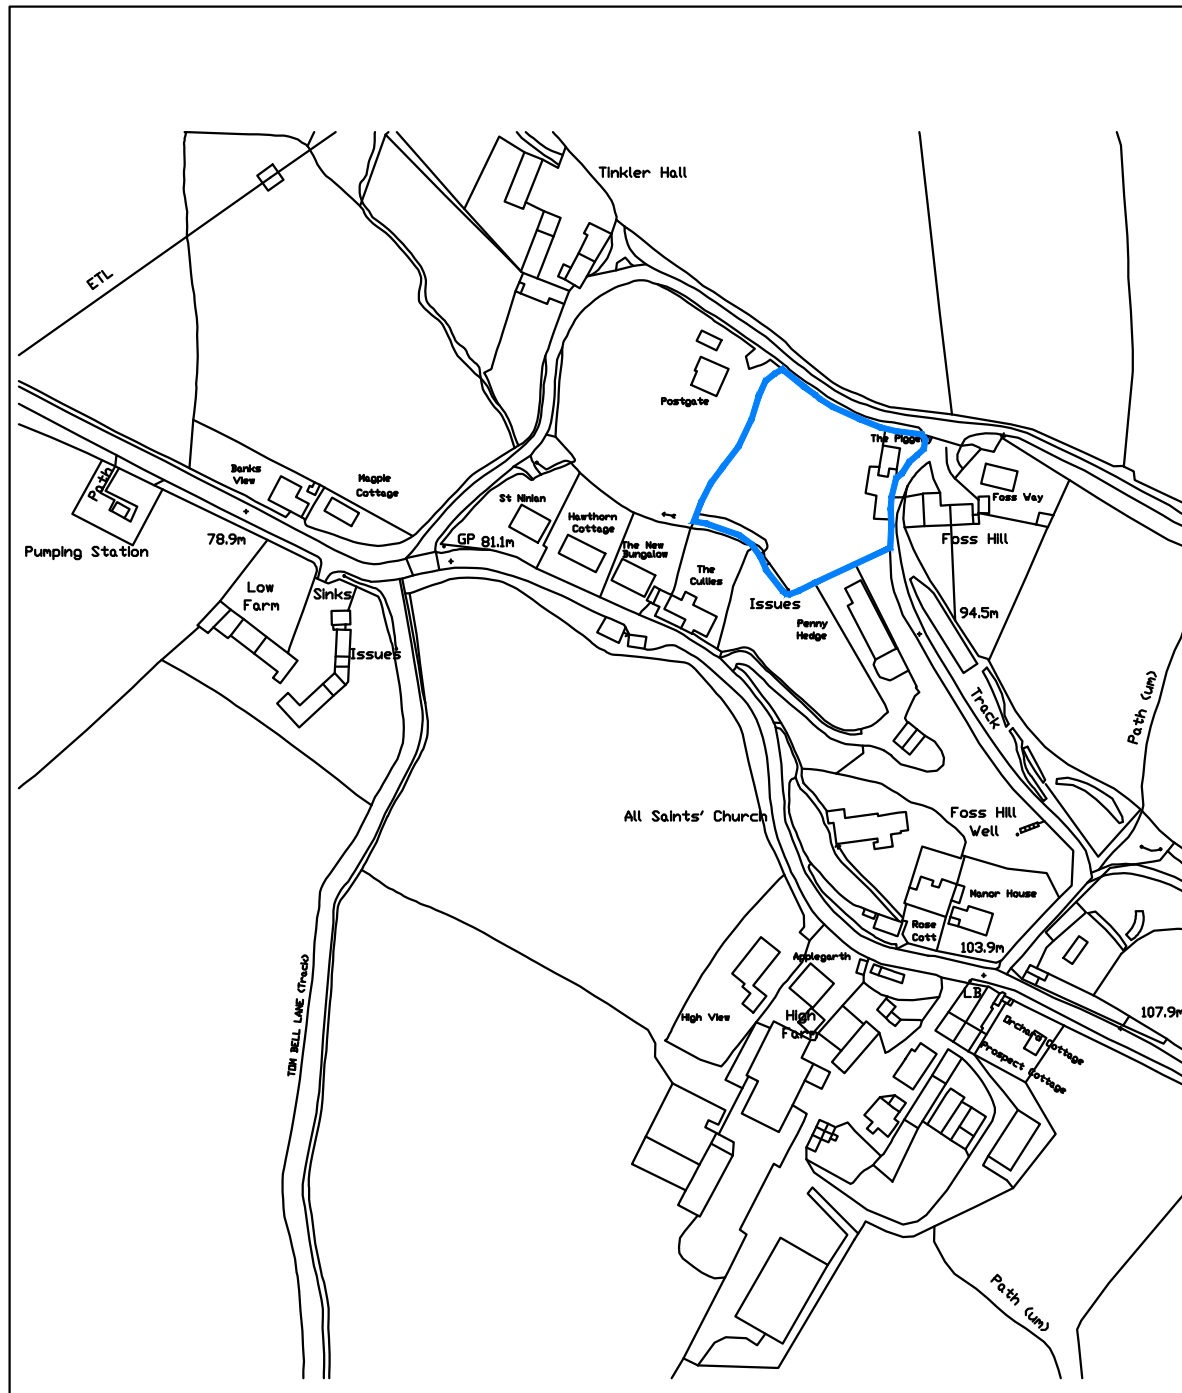 Tinkler Hall
ETL
Postgate
The Piggery
Banks
View
Magpie
Cottage
Path
St Ninian
Hawthorn
Cottage
Foss Way
78.9m
GP 81.1m
The New
Bungalow
Foss Hill
Pumping Station
The
Cullies
Low
Farm
Sinks
Issues
Penny
Hedge
94.5m
Issues
Track
Path (um)
All Saints' Church
Foss Hill
Well
Manor House
Rose
Cott
103.9m
Applegarth
TOM BELL LANE (Track)
LB
High View
High
Farm
107.9m
Orchard Cottage
Prospect Cottage
Path (um)